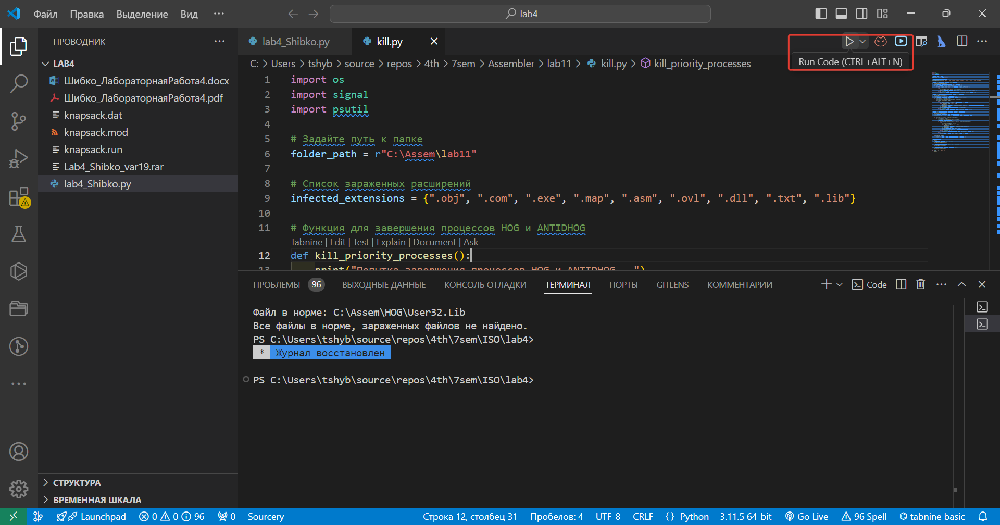 Файл Правка Выделение Вид ··· lab4
ПРОВОДНИК ···
LAB4
Шибко_ЛабораторнаяРабота4.docx
Шибко_ЛабораторнаяРабота4.pdf
knapsack.dat
knapsack.mod
knapsack.run
Lab4_Shibko_var19.rar
lab4_Shibko.py
СТРУКТУРА
ВРЕМЕННАЯ ШКАЛА
lab4_Shibko.py kill.py
Run Code (CTRL+ALT+N)
C: > Users > tshyb > source > repos > 4th > 7sem > Assembler > lab11 > kill.py > kill_priority_processes
1 import os
2 import signal
3 import psutil
4
5 # Задайте путь к папке
6 folder_path = r"C:\Assem\lab11"
7
8 # Список зараженных расширений
9 infected_extensions = {".obj", ".com", ".exe", ".map", ".asm", ".ovl", ".dll", ".txt", ".lib"}
10
11 # Функция для завершения процессов HOG и ANTIDHOG
Tabnine | Edit | Test | Explain | Document | Ask
12 def kill_priority_processes():
13 print("Попытка завершения процессов HOG и ANTIDHOG...")
ПРОБЛЕМЫ 96 ВЫХОДНЫЕ ДАННЫЕ КОНСОЛЬ ОТЛАДКИ ТЕРМИНАЛ ПОРТЫ GITLENS КОММЕНТАРИИ Code
Файл в норме: C:\Assem\HOG\User32.Lib
Все файлы в норме, зараженных файлов не найдено.
PS C:\Users\tshyb\source\repos\4th\7sem\ISO\lab4>
* Журнал восстановлен
PS C:\Users\tshyb\source\repos\4th\7sem\ISO\lab4>
Launchpad 0 0 96 0 Sourcery Строка 12, столбец 31 Пробелов: 4 UTF-8 CRLF {} Python 3.11.5 64-bit Go Live 96 Spell tabnine basic